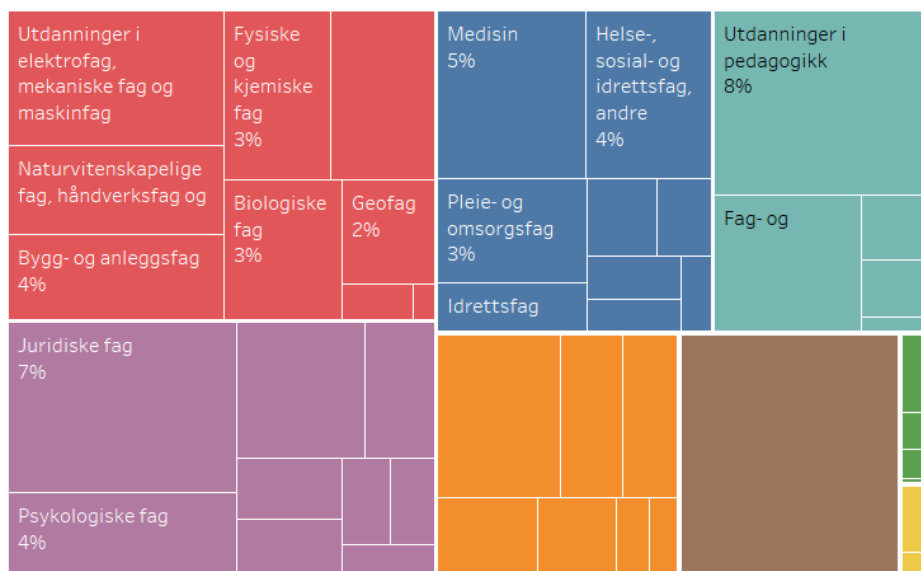 Utdanninger i
elektrofag,
mekaniske fag og
maskinfag
Naturvitenskapelige
fag, håndverksfag og
Bygg- og anleggsfag
4%
Fysiske
og
kjemiske
fag
3%
Biologiske
fag
3%
Geofag
2%
Medisin
5%
Helse-,
sosial- og
idrettsfag,
andre
4%
Pleie- og
omsorgsfag
3%
Idrettsfag
Utdanninger i
pedagogikk
8%
Fag- og
Juridiske fag
7%
Psykologiske fag
4%